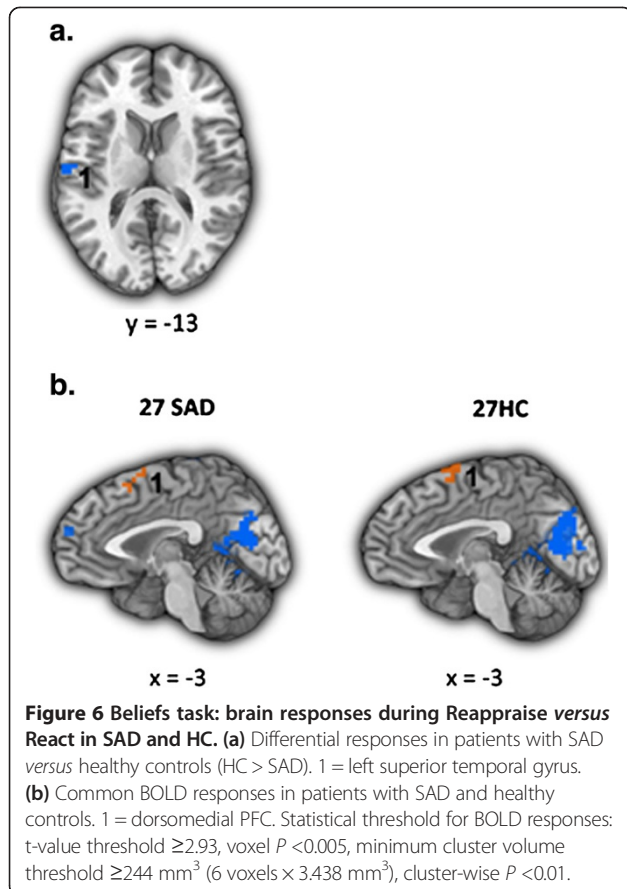 a.
1
y = -13
b.
27 SAD 27HC
1 1
x = -3 x = -3
Figure 6 Beliefs task: brain responses during Reappraise versus
React in SAD and HC. (a) Differential responses in patients with SAD
versus healthy controls (HC > SAD). 1 = left superior temporal gyrus.
(b) Common BOLD responses in patients with SAD and healthy
controls. 1 = dorsomedial PFC. Statistical threshold for BOLD responses:
t-value threshold ≥2.93, voxel P <0.005, minimum cluster volume
threshold ≥244 mm³ (6 voxels × 3.438 mm³), cluster-wise P <0.01.